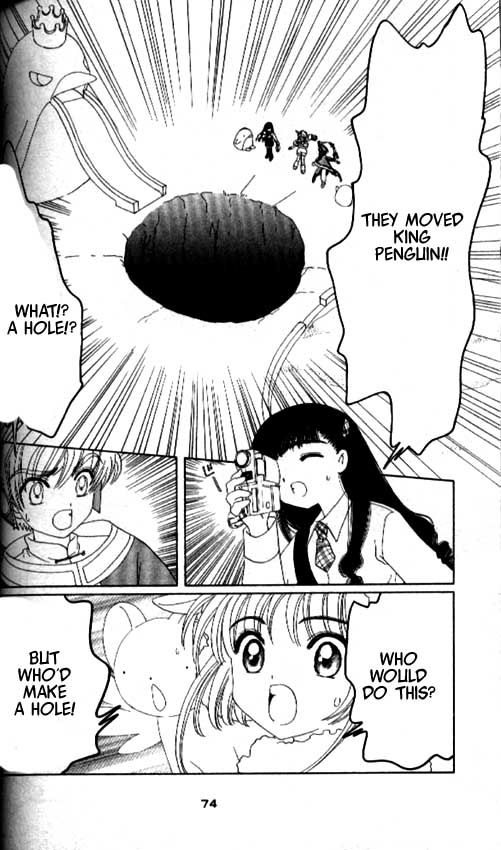 THEY MOVED
KING
PENGUIN!!
WHAT!?
A HOLE!?
WHO
WOULD
DO THIS?
BUT
WHO'D
MAKE
A HOLE!
74